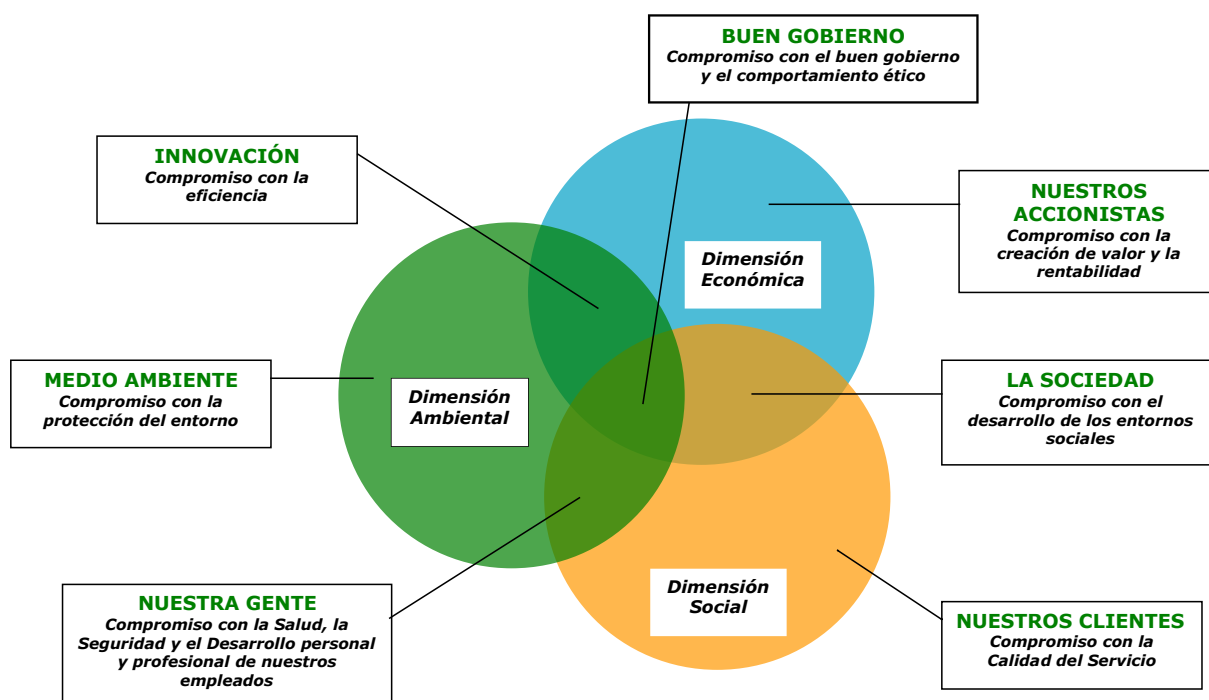 BUEN GOBIERNO
Compromiso con el buen gobierno
y el comportamiento ético
INNOVACIÓN
Compromiso con la
eficiencia
NUESTROS
ACCIONISTAS
Compromiso con la
creación de valor y la
rentabilidad
Dimensión
Económica
MEDIO AMBIENTE
Compromiso con la
protección del entorno
Dimensión
Ambiental
LA SOCIEDAD
Compromiso con el
desarrollo de los entornos
sociales
NUESTRA GENTE
Compromiso con la Salud, la
Seguridad y el Desarrollo personal
y profesional de nuestros
empleados
Dimensión
Social
NUESTROS CLIENTES
Compromiso con la
Calidad del Servicio